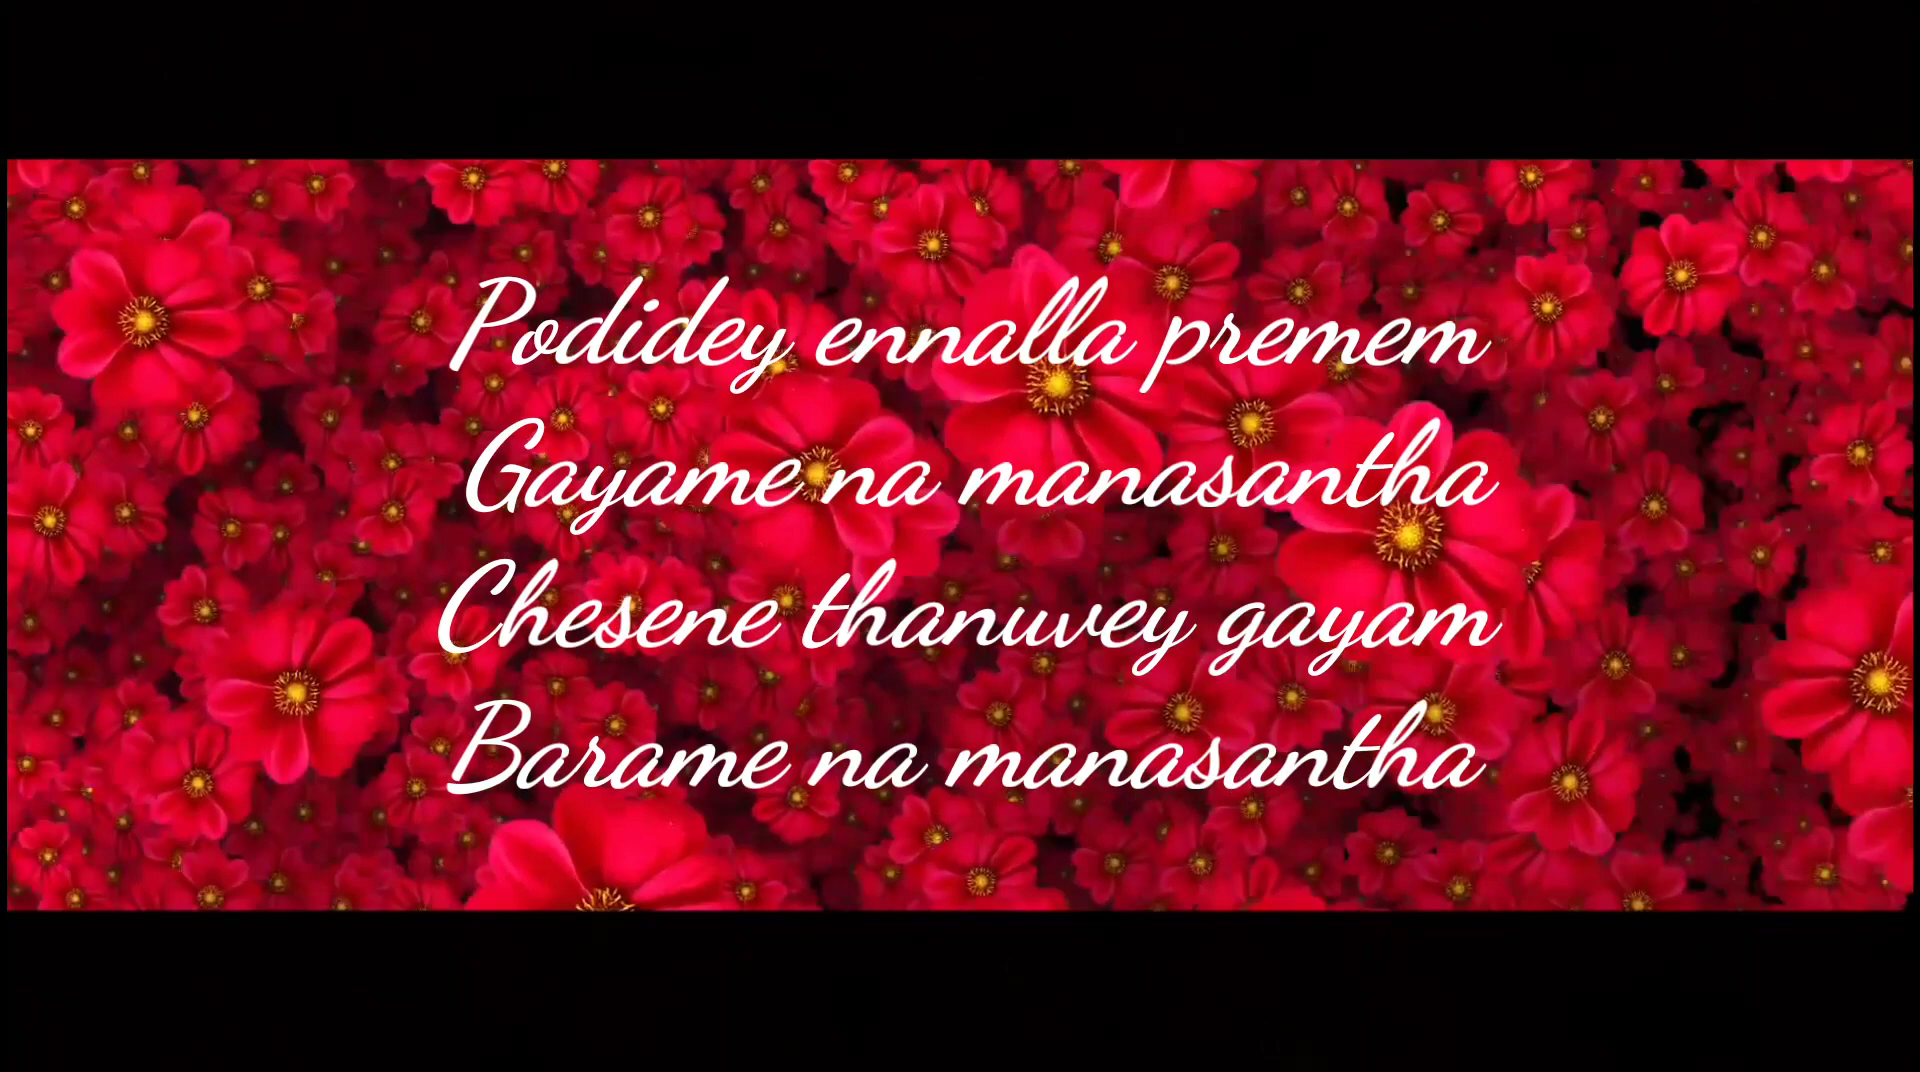 Podidey ennalla premem
Gayame na manasantha
Chesene thanuvey gayam
Barame na manasantha